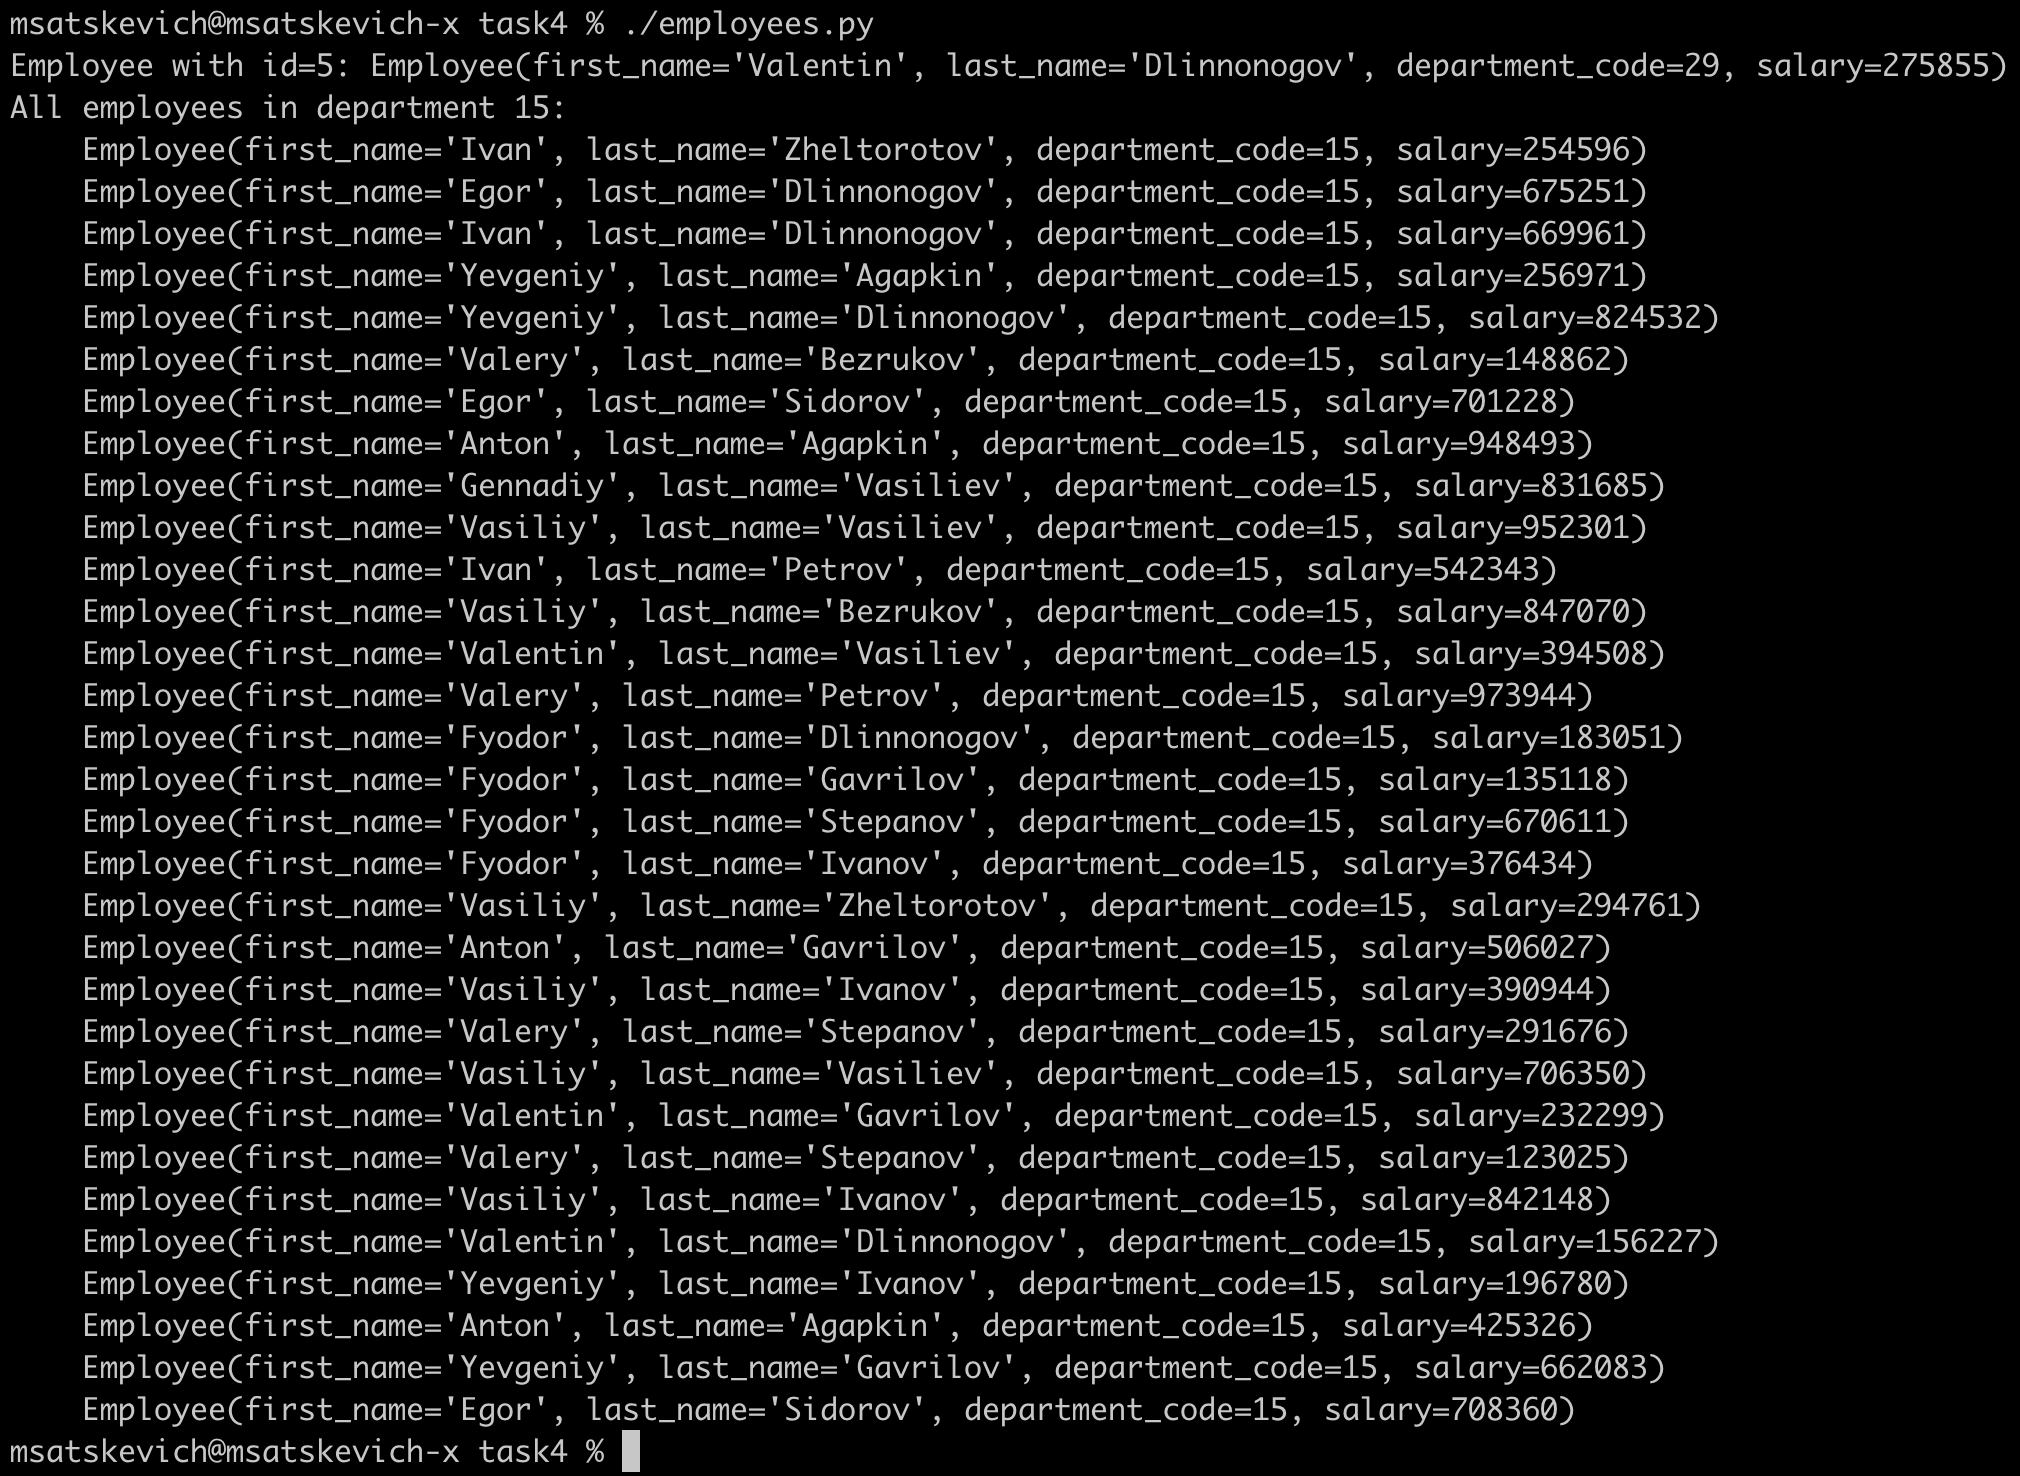 msatskevich@msatskevich-x task4 % ./employees.py
Employee with id=5: Employee(first_name='Valentin', last_name='Dlinnonogov', department_code=29, salary=275855)
All employees in department 15:
    Employee(first_name='Ivan', last_name='Zheltorotov', department_code=15, salary=254596)
    Employee(first_name='Egor', last_name='Dlinnonogov', department_code=15, salary=675251)
    Employee(first_name='Ivan', last_name='Dlinnonogov', department_code=15, salary=669961)
    Employee(first_name='Yevgeniy', last_name='Agapkin', department_code=15, salary=256971)
    Employee(first_name='Yevgeniy', last_name='Dlinnonogov', department_code=15, salary=824532)
    Employee(first_name='Valery', last_name='Bezrukov', department_code=15, salary=148862)
    Employee(first_name='Egor', last_name='Sidorov', department_code=15, salary=701228)
    Employee(first_name='Anton', last_name='Agapkin', department_code=15, salary=948493)
    Employee(first_name='Gennadiy', last_name='Vasiliev', department_code=15, salary=831685)
    Employee(first_name='Vasiliy', last_name='Vasiliev', department_code=15, salary=952301)
    Employee(first_name='Ivan', last_name='Petrov', department_code=15, salary=542343)
    Employee(first_name='Vasiliy', last_name='Bezrukov', department_code=15, salary=847070)
    Employee(first_name='Valentin', last_name='Vasiliev', department_code=15, salary=394508)
    Employee(first_name='Valery', last_name='Petrov', department_code=15, salary=973944)
    Employee(first_name='Fyodor', last_name='Dlinnonogov', department_code=15, salary=183051)
    Employee(first_name='Fyodor', last_name='Gavrilov', department_code=15, salary=135118)
    Employee(first_name='Fyodor', last_name='Stepanov', department_code=15, salary=670611)
    Employee(first_name='Fyodor', last_name='Ivanov', department_code=15, salary=376434)
    Employee(first_name='Vasiliy', last_name='Zheltorotov', department_code=15, salary=294761)
    Employee(first_name='Anton', last_name='Gavrilov', department_code=15, salary=506027)
    Employee(first_name='Vasiliy', last_name='Ivanov', department_code=15, salary=390944)
    Employee(first_name='Valery', last_name='Stepanov', department_code=15, salary=291676)
    Employee(first_name='Vasiliy', last_name='Vasiliev', department_code=15, salary=706350)
    Employee(first_name='Valentin', last_name='Gavrilov', department_code=15, salary=232299)
    Employee(first_name='Valery', last_name='Stepanov', department_code=15, salary=123025)
    Employee(first_name='Vasiliy', last_name='Ivanov', department_code=15, salary=842148)
    Employee(first_name='Valentin', last_name='Dlinnonogov', department_code=15, salary=156227)
    Employee(first_name='Yevgeniy', last_name='Ivanov', department_code=15, salary=196780)
    Employee(first_name='Anton', last_name='Agapkin', department_code=15, salary=425326)
    Employee(first_name='Yevgeniy', last_name='Gavrilov', department_code=15, salary=662083)
    Employee(first_name='Egor', last_name='Sidorov', department_code=15, salary=708360)
msatskevich@msatskevich-x task4 %